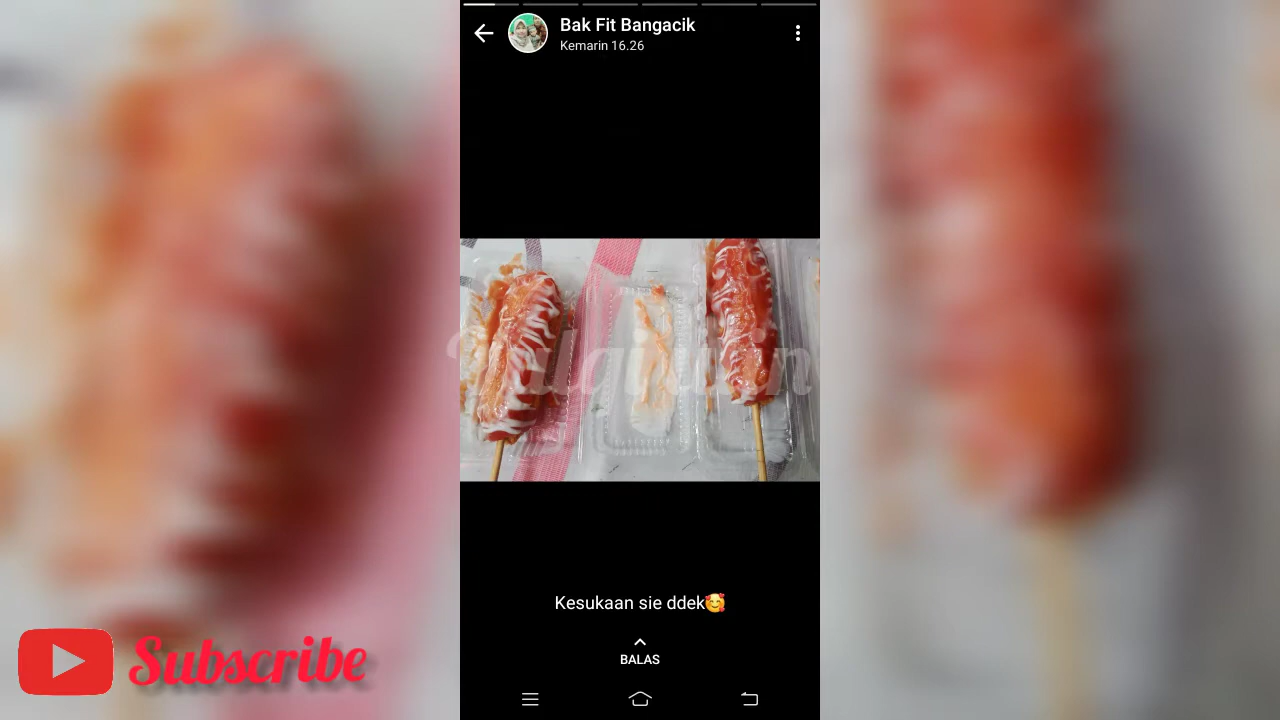 Bak Fit Bangacik
Kemarin 16.26
Kesukaan sie ddek🥰
BALAS
Subscribe